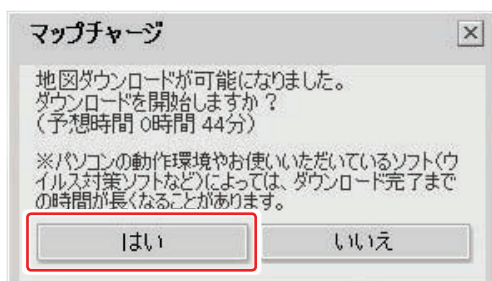 マップチャージ
地図ダウンロードが可能になりました。
ダウンロードを開始しますか?
(予想時間 0時間 44分)
※パソコンの動作環境やお使いいただいているソフト(ウ
イルス対策ソフトなど)によっては、ダウンロード完了まで
の時間が長くなることがあります。
はい いいえ